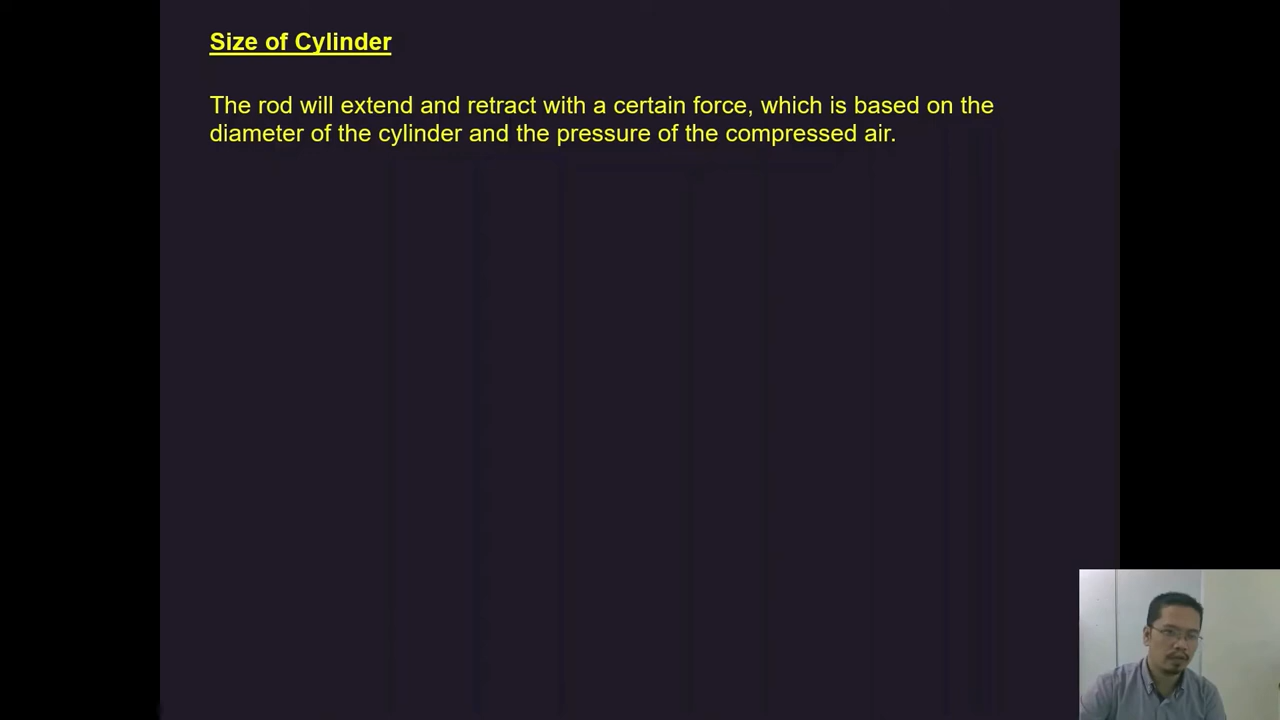 Size of Cylinder
The rod will extend and retract with a certain force, which is based on the
diameter of the cylinder and the pressure of the compressed air.